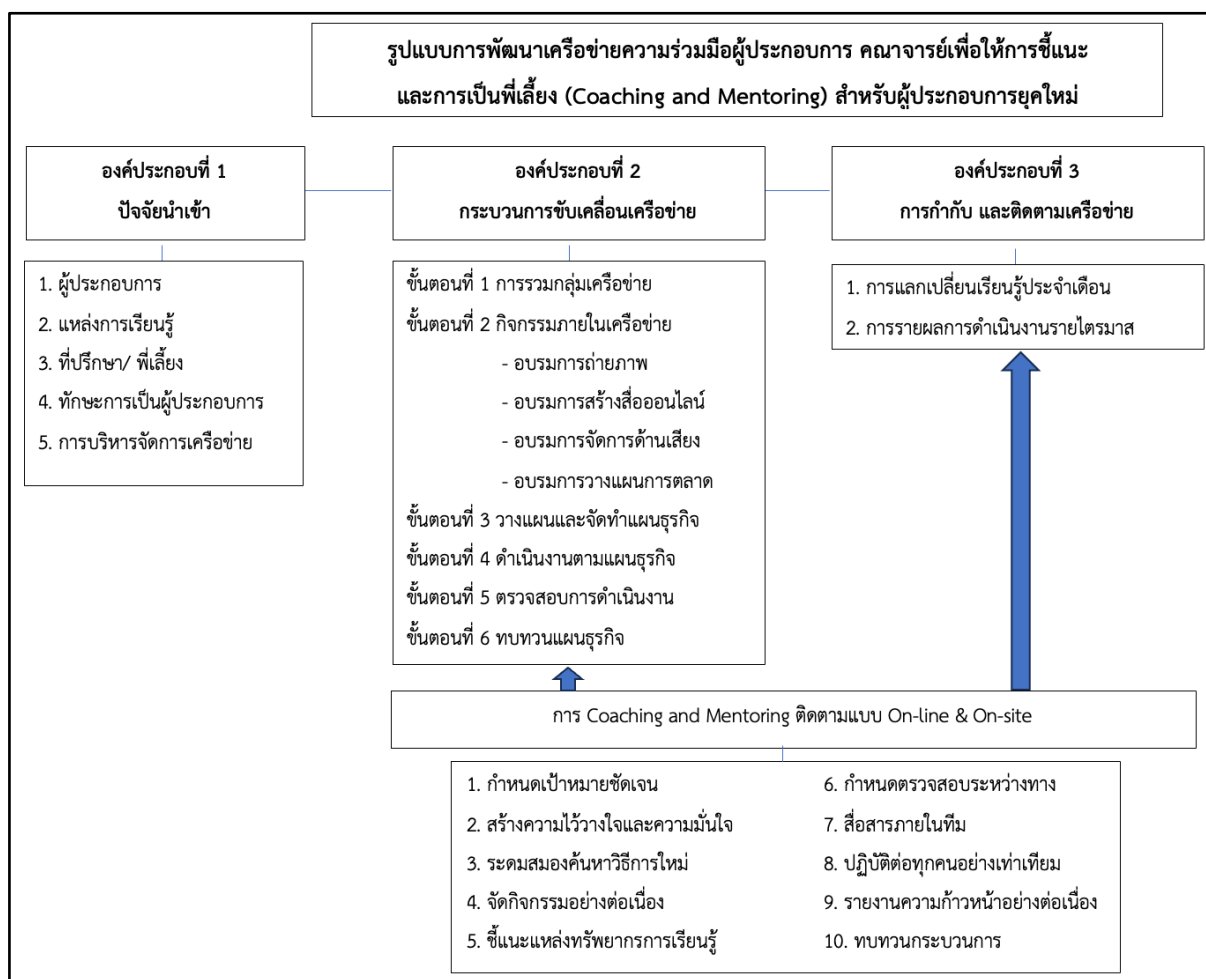 รูปแบบการพัฒนาเครือข่ายความร่วมมือผู้ประกอบการ คณาจารย์เพื่อให้การชี้แนะ
และการเป็นพี่เลี้ยง (Coaching and Mentoring) สำหรับผู้ประกอบการยุคใหม่
องค์ประกอบที่ 1
ปัจจัยนำเข้า
1. ผู้ประกอบการ
2. แหล่งการเรียนรู้
3. ที่ปรึกษา/ พี่เลี้ยง
4. ทักษะการเป็นผู้ประกอบการ
5. การบริหารจัดการเครือข่าย
องค์ประกอบที่ 2
กระบวนการขับเคลื่อนเครือข่าย
ขั้นตอนที่ 1 การรวมกลุ่มเครือข่าย
ขั้นตอนที่ 2 กิจกรรมภายในเครือข่าย
- อบรมการถ่ายภาพ
- อบรมการสร้างสื่อออนไลน์
- อบรมการจัดการด้านเสียง
- อบรมการวางแผนการตลาด
ขั้นตอนที่ 3 วางแผนและจัดทำแผนธุรกิจ
ขั้นตอนที่ 4 ดำเนินงานตามแผนธุรกิจ
ขั้นตอนที่ 5 ตรวจสอบการดำเนินงาน
ขั้นตอนที่ 6 ทบทวนแผนธุรกิจ
องค์ประกอบที่ 3
การกำกับ และติดตามเครือข่าย
1. การแลกเปลี่ยนเรียนรู้ประจำเดือน
2. การรายผลการดำเนินงานรายไตรมาส
การ Coaching and Mentoring ติดตามแบบ On-line & On-site
1. กำหนดเป้าหมายชัดเจน
2. สร้างความไว้วางใจและความมั่นใจ
3. ระดมสมองค้นหาวิธีการใหม่
4. จัดกิจกรรมอย่างต่อเนื่อง
5. ชี้แนะแหล่งทรัพยากรการเรียนรู้
6. กำหนดตรวจสอบระหว่างทาง
7. สื่อสารภายในทีม
8. ปฏิบัติต่อทุกคนอย่างเท่าเทียม
9. รายงานความก้าวหน้าอย่างต่อเนื่อง
10. ทบทวนกระบวนการ